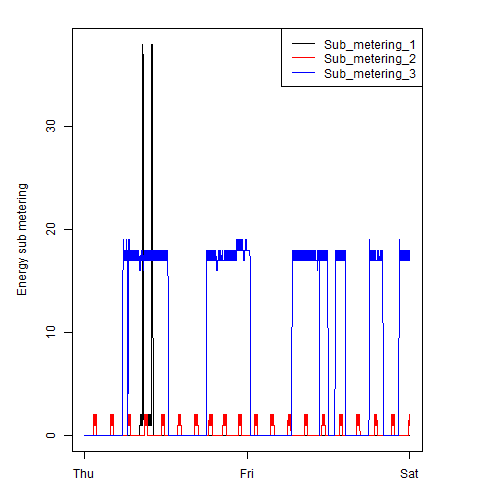 Sub_metering_1
Sub_metering_2
Sub_metering_3
Energy sub metering
30
20
10
0
Thu Fri Sat